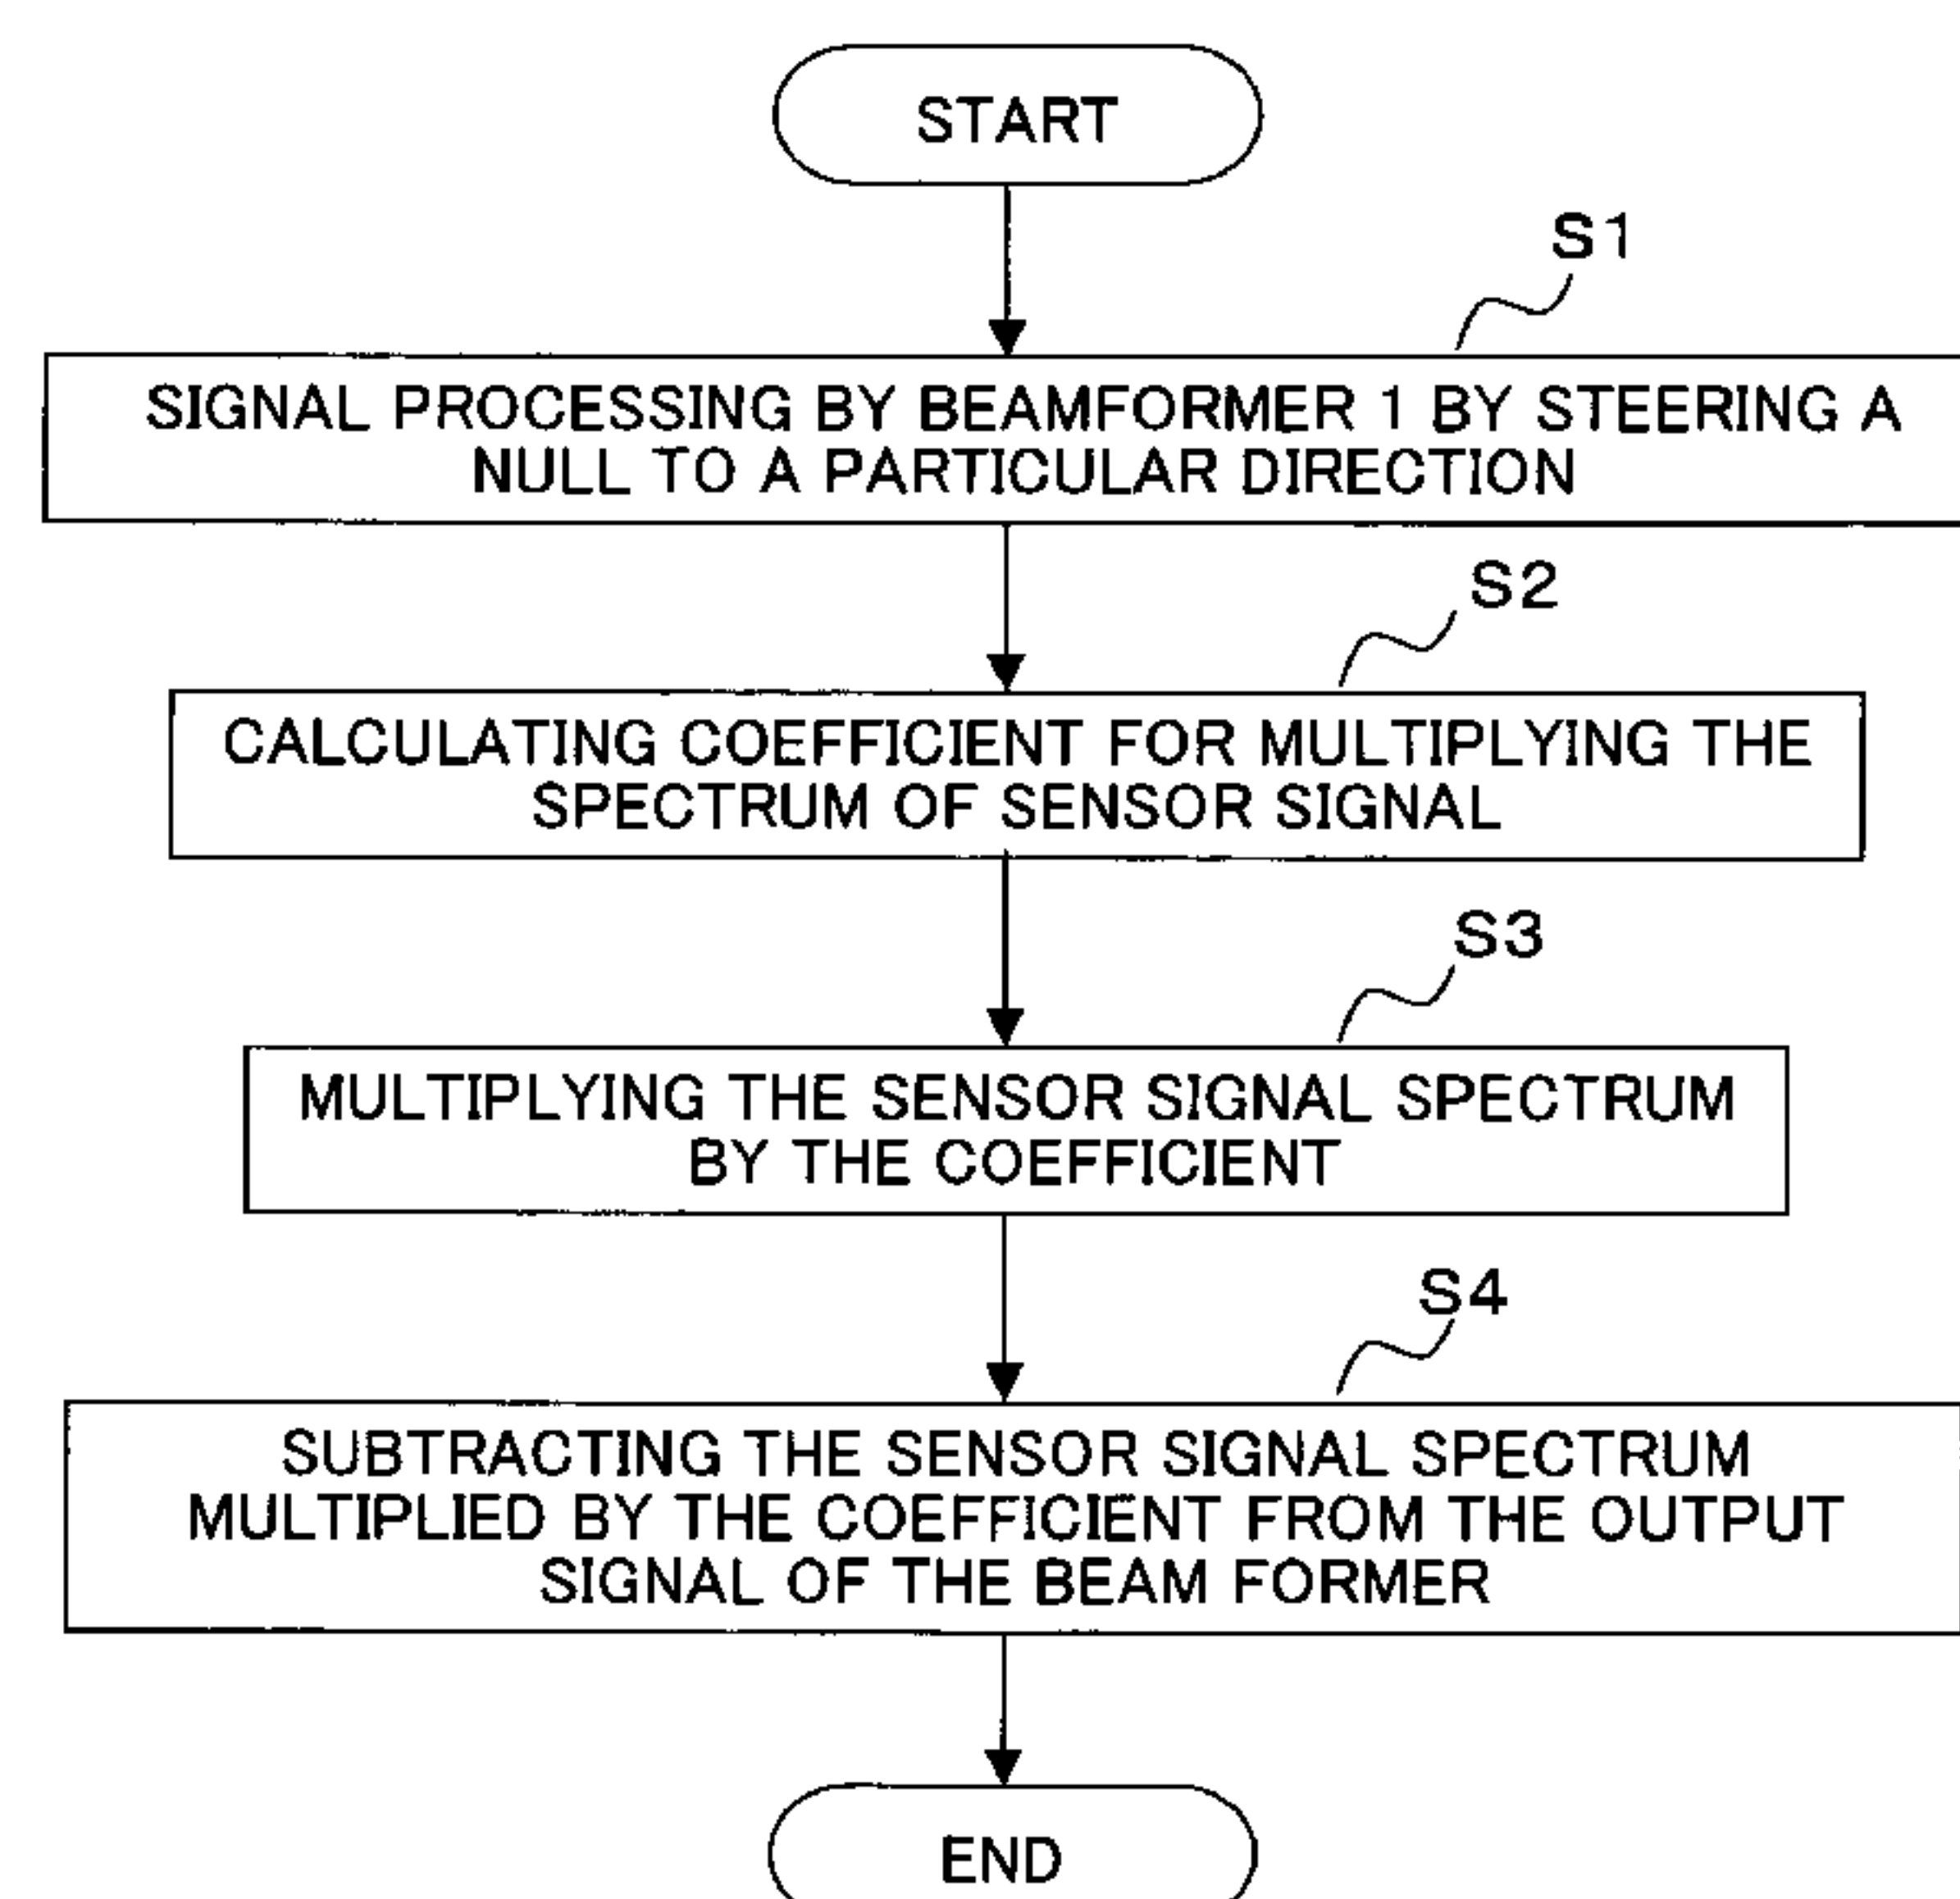 START
S1
SIGNAL PROCESSING BY BEAMFORMER 1 BY STEERING A
NULL TO A PARTICULAR DIRECTION
S2
CALCULATING COEFFICIENT FOR MULTIPLYING THE
SPECTRUM OF SENSOR SIGNAL
S3
MULTIPLYING THE SENSOR SIGNAL SPECTRUM
BY THE COEFFICIENT
S4
SUBTRACTING THE SENSOR SIGNAL SPECTRUM
MULTIPLIED BY THE COEFFICIENT FROM THE OUTPUT
SIGNAL OF THE BEAM FORMER
END